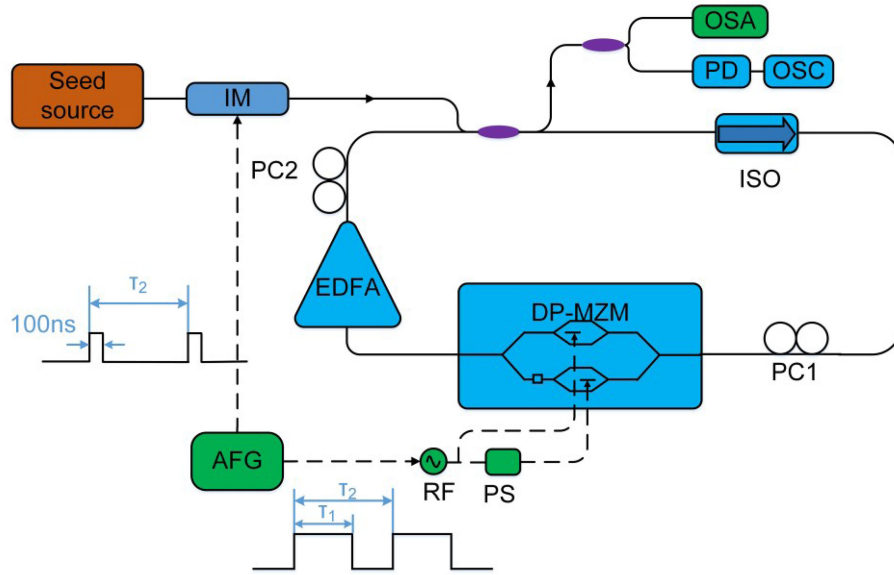 OSA
Seed
source
IM
PD
OSC
PC2
ISO
τ2
EDFA
DP-MZM
100ns
PC1
AFG
RF
PS
τ2
τ1